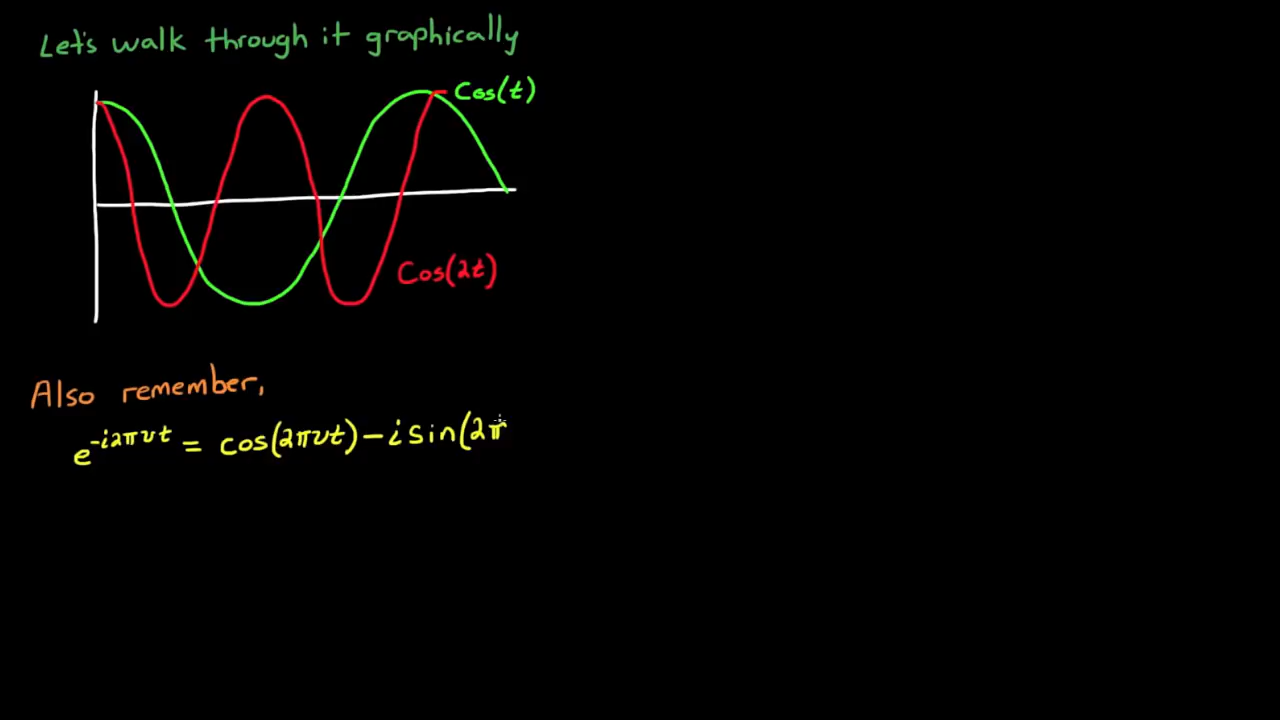 Let's walk through it graphically
Cos(t)
Cos(2t)
Also remember,
e^{-i2πνt} = cos(2πνt) - i sin(2π